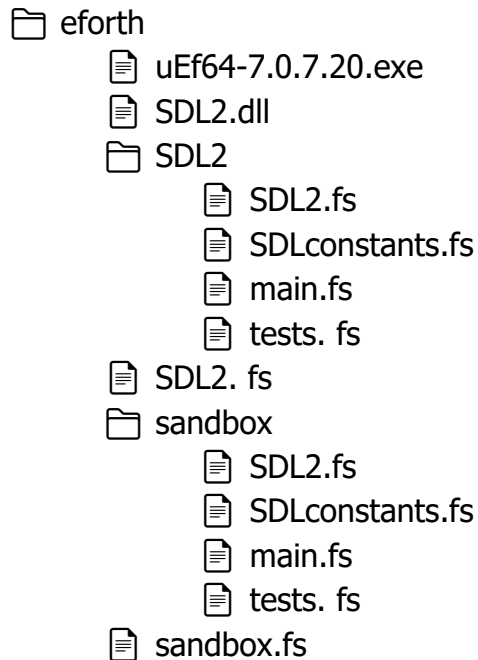 eforth
uEf64-7.0.7.20.exe
SDL2.dll
SDL2
SDL2.fs
SDLconstants.fs
main.fs
tests. fs
SDL2. fs
sandbox
SDL2.fs
SDLconstants.fs
main.fs
tests. fs
sandbox.fs